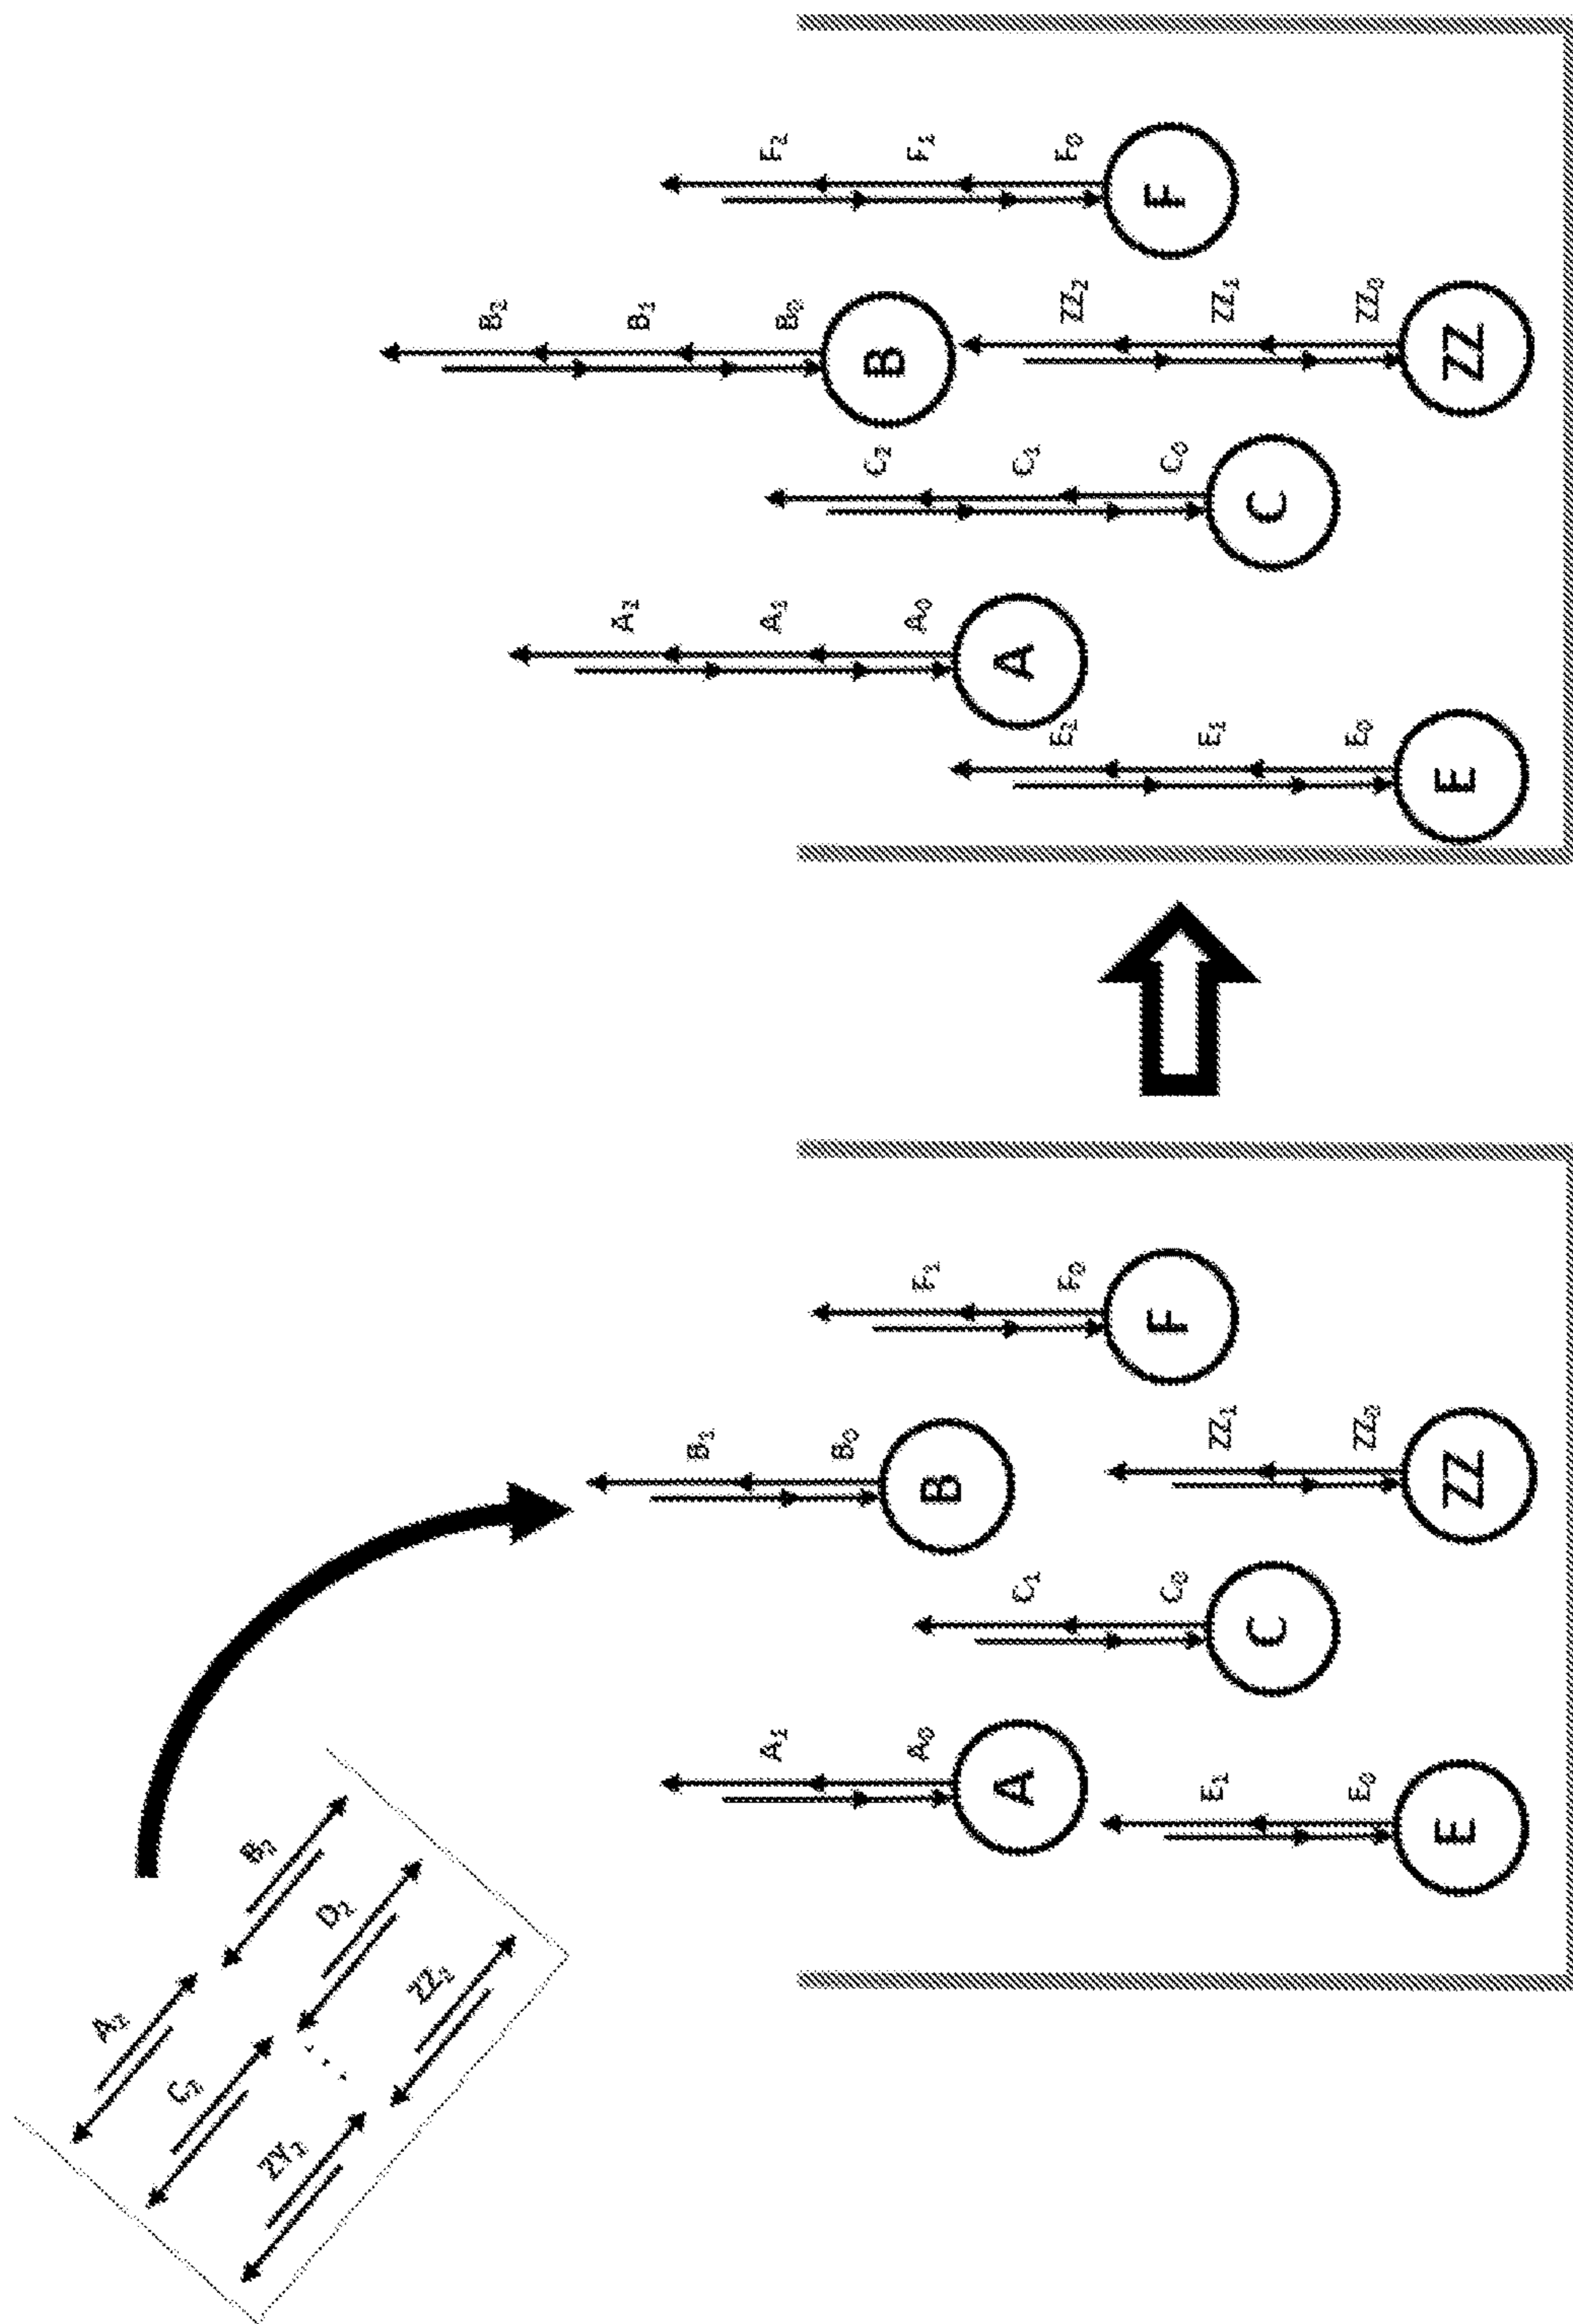 A₂
B₂
C₂
D₂
. . .
ZY₂
ZZ₂
A₁
A₀
A
E₁
E₀
E
C₁
C₀
C
B₁
B₀
B
ZZ₁
ZZ₀
ZZ
F₁
F₀
F
E₂
E₁
E₀
E
A₂
A₁
A₀
A
C₂
C₁
C₀
C
B₂
B₁
B₀
B
ZZ₂
ZZ₁
ZZ₀
ZZ
F₂
F₁
F₀
F